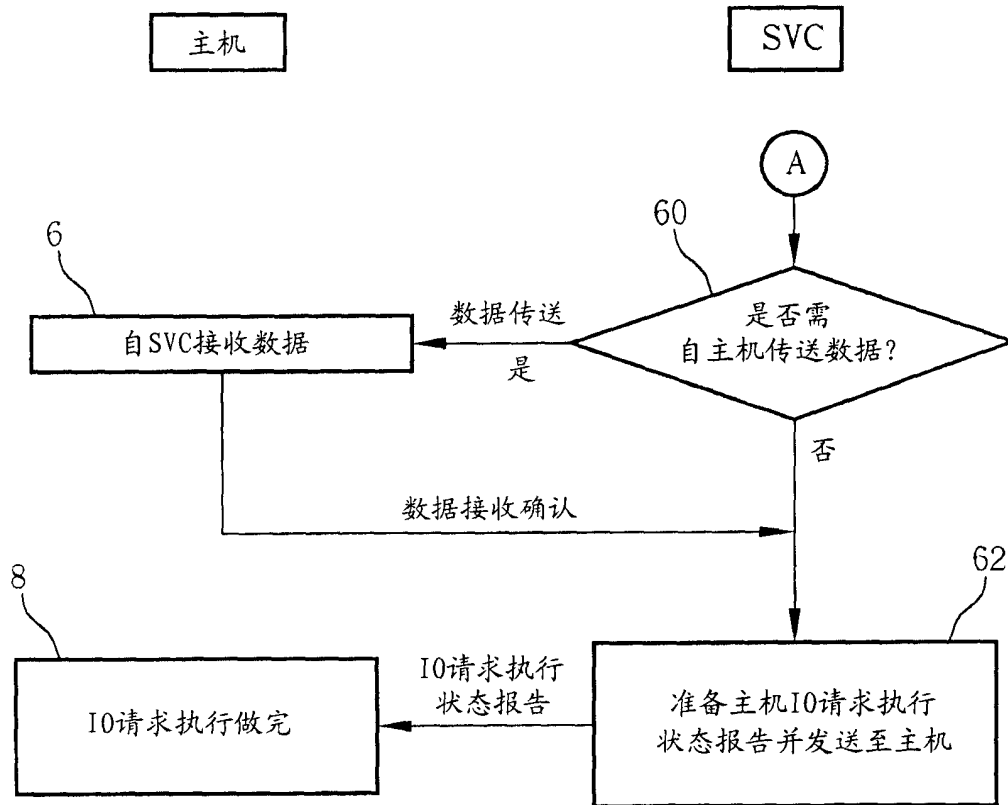 主机
SVC
A
60
6
是否需
自主机传送数据?
数据传送
是
自SVC接收数据
否
数据接收确认
8
62
IO请求执行
状态报告
IO请求执行做完
准备主机IO请求执行
状态报告并发送至主机